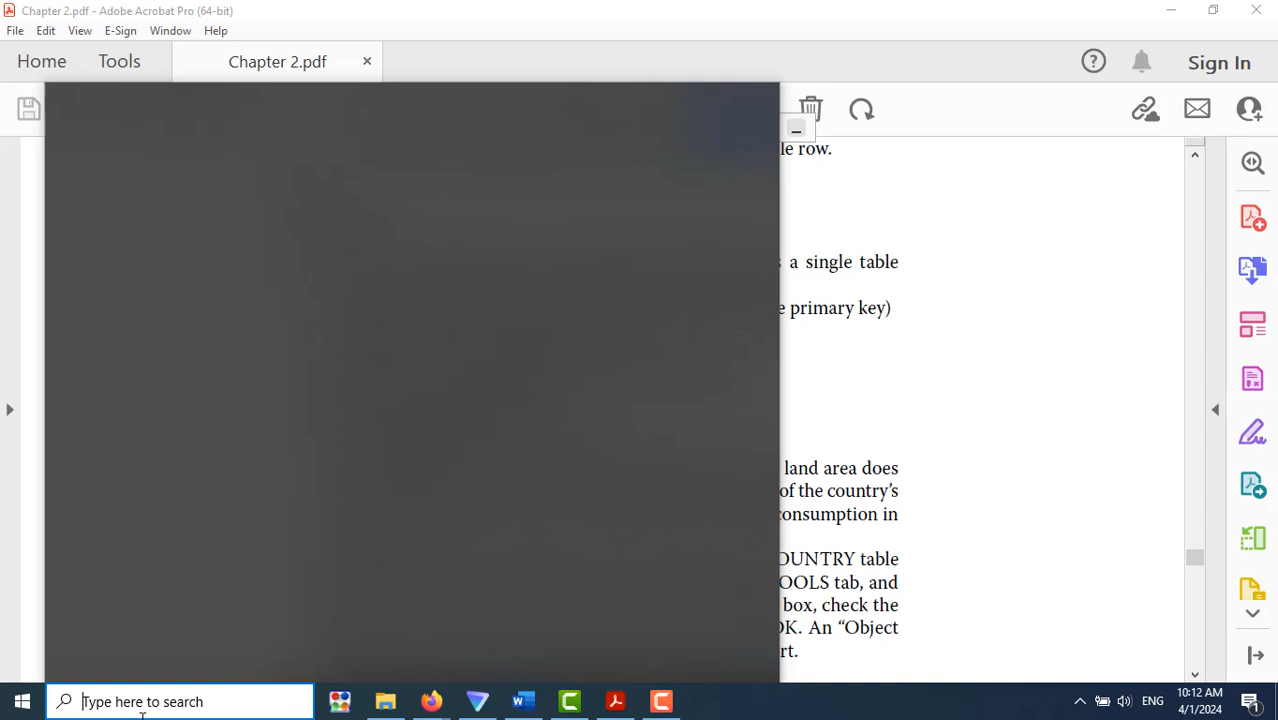 Chapter 2.pdf - Adobe Acrobat Pro (64-bit)
File Edit View E-Sign Window Help
Home Tools Chapter 2.pdf × Sign In
le row.
a single table
e primary key)
land area does
of the country's
consumption in
OUNTRY table
OOLS tab, and
box, check the
OK. An “Object
rt.
Type here to search
ENG
10:12 AM
4/1/2024
1